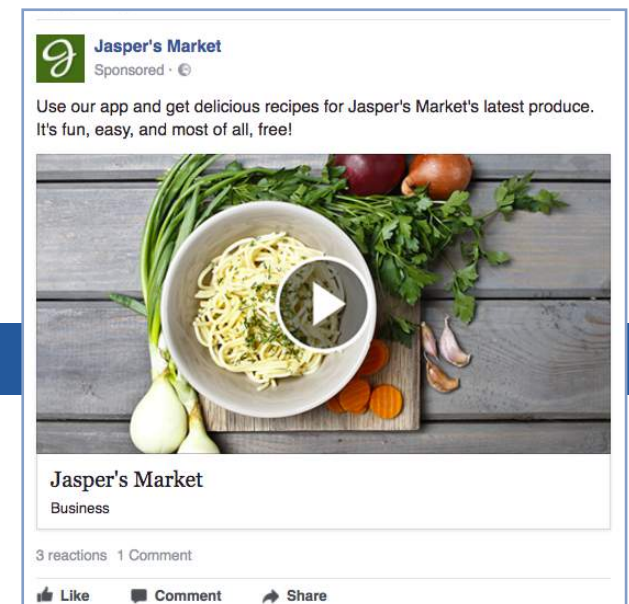 Jasper's Market
Sponsored ·
Use our app and get delicious recipes for Jasper's Market's latest produce.
It's fun, easy, and most of all, free!
Jasper's Market
Business
3 reactions 1 Comment
Like Comment Share